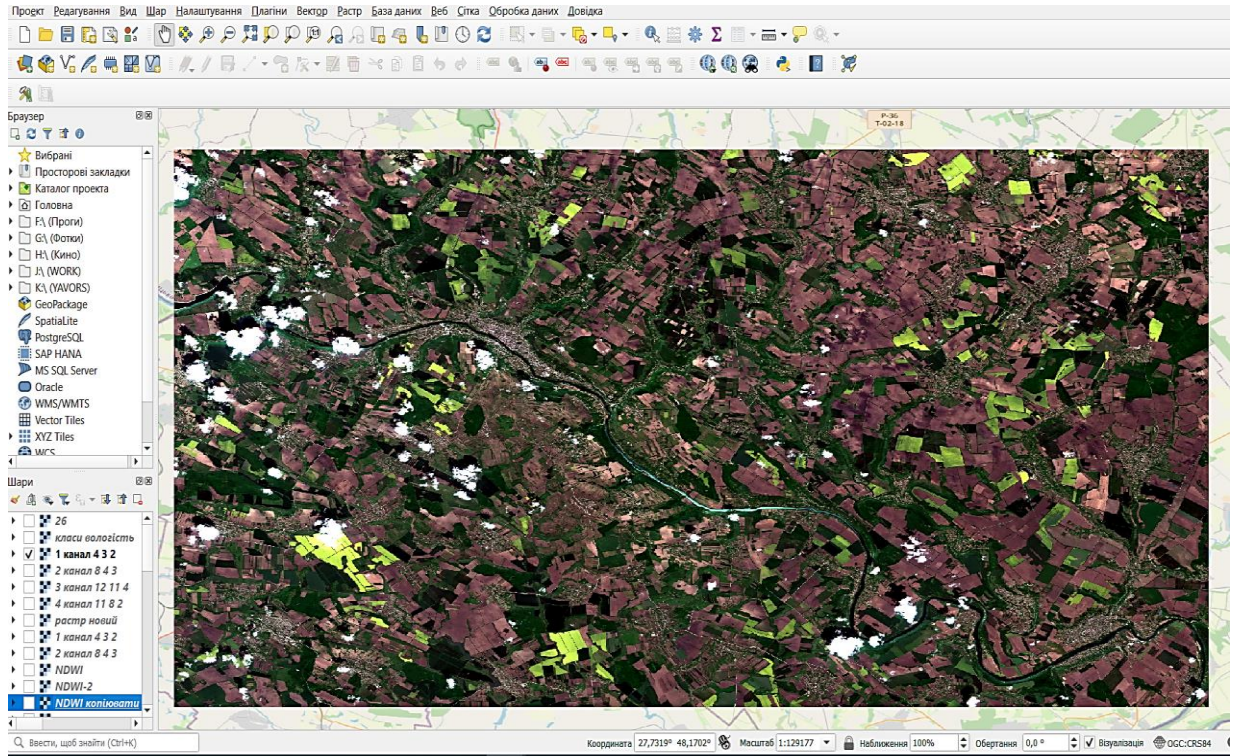 Проект Редагування Вид Шар Налаштування Плагіни Вектор Растр База даних Веб Сітка Обробка даних Довідка
Р-36
Т-02-18
Браузер
Вибрані
Просторові закладки
Каталог проекта
Головна
F:\ (Проги)
G:\ (Фотки)
H:\ (Кино)
J:\ (WORK)
K:\ (YAVORS)
GeoPackage
SpatiaLite
PostgreSQL
SAP HANA
MS SQL Server
Oracle
WMS/WMTS
Vector Tiles
XYZ Tiles
WCS
Шари
26
класи вологість
1 канал 4 3 2
2 канал 8 4 3
3 канал 12 11 4
4 канал 11 8 2
растр новий
1 канал 4 3 2
2 канал 8 4 3
NDWI
NDWI-2
NDWI копіювати
Ввести, щоб знайти (Ctrl+K) Координата 27,7319° 48,1702° Масштаб 1:129177 Наближення 100% Обертання 0,0 ° Візуалізація OGC:CRS84